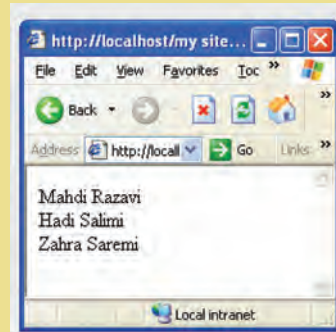 http://localhost/my site...
File Edit View Favorites Toc »
Back »
Address http://locall Go Links »
Mahdi Razavi
Hadi Salimi
Zahra Saremi
Local intranet